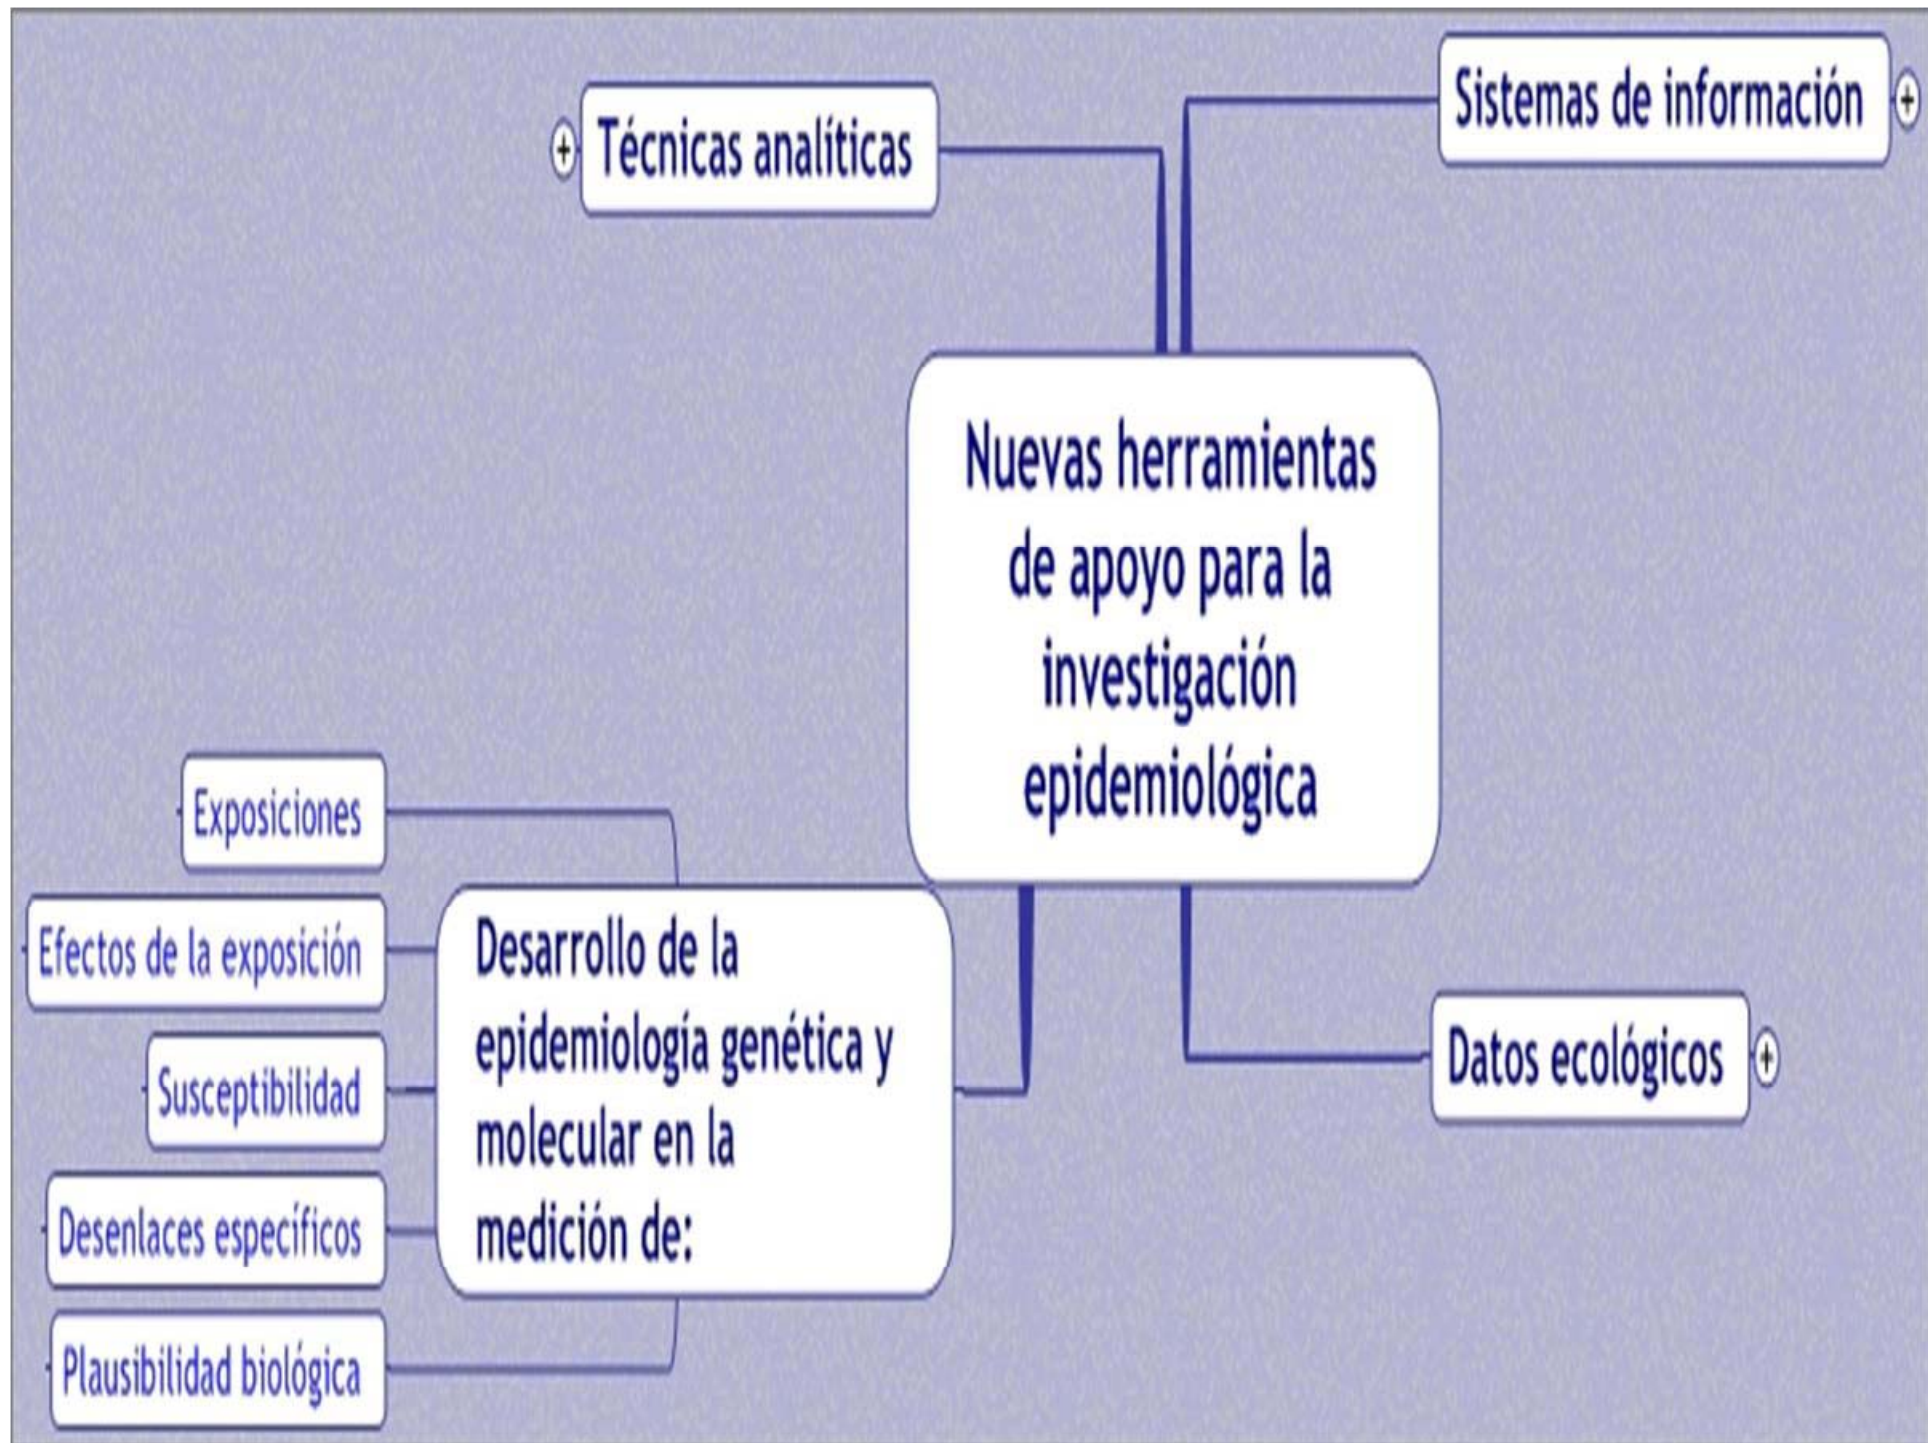 Técnicas analíticas
Sistemas de información
Nuevas herramientas
de apoyo para la
investigación
epidemiológica
Exposiciones
Efectos de la exposición
Susceptibilidad
Desenlaces específicos
Plausibilidad biológica
Desarrollo de la
epidemiología genética y
molecular en la
medición de:
Datos ecológicos